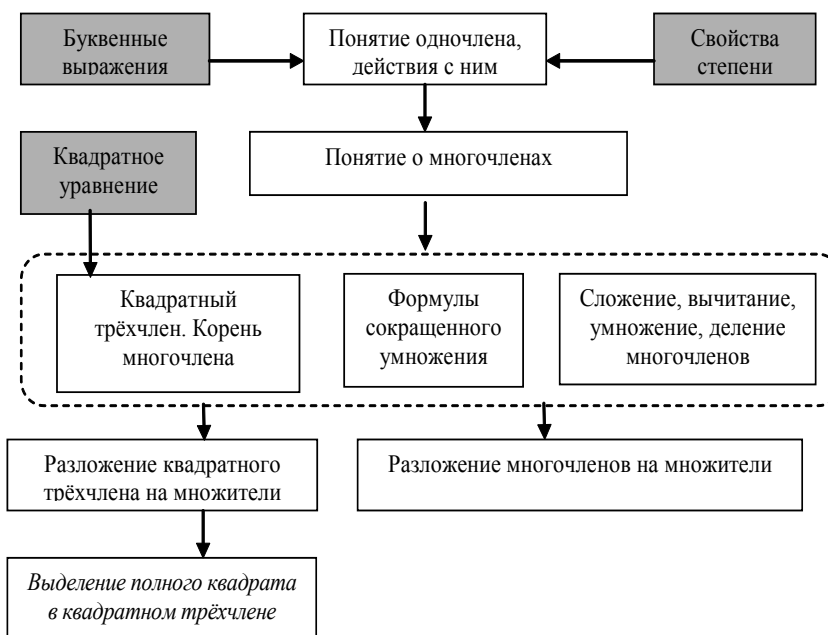 Буквенные
выражения
Понятие одночлена,
действия с ним
Свойства
степени
Квадратное
уравнение
Понятие о многочленах
Квадратный
трёхчлен. Корень
многочлена
Формулы
сокращенного
умножения
Сложение, вычитание,
умножение, деление
многочленов
Разложение квадратного
трёхчлена на множители
Разложение многочленов на множители
Выделение полного квадрата
в квадратном трёхчлене